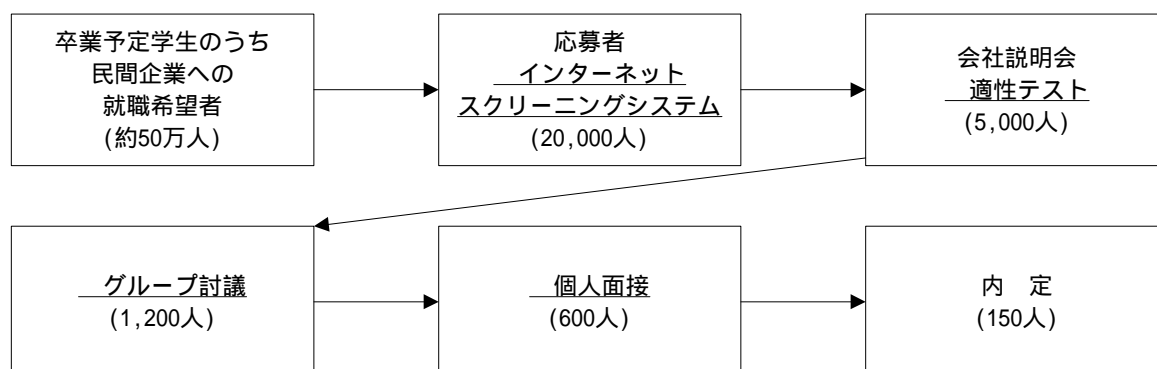 卒業予定学生のうち
民間企業への
就職希望者
(約50万人)
応募者
インターネット
スクリーニングシステム
(20,000人)
会社説明会
適性テスト
(5,000人)
グループ討議
(1,200人)
個人面接
(600人)
内　定
(150人)